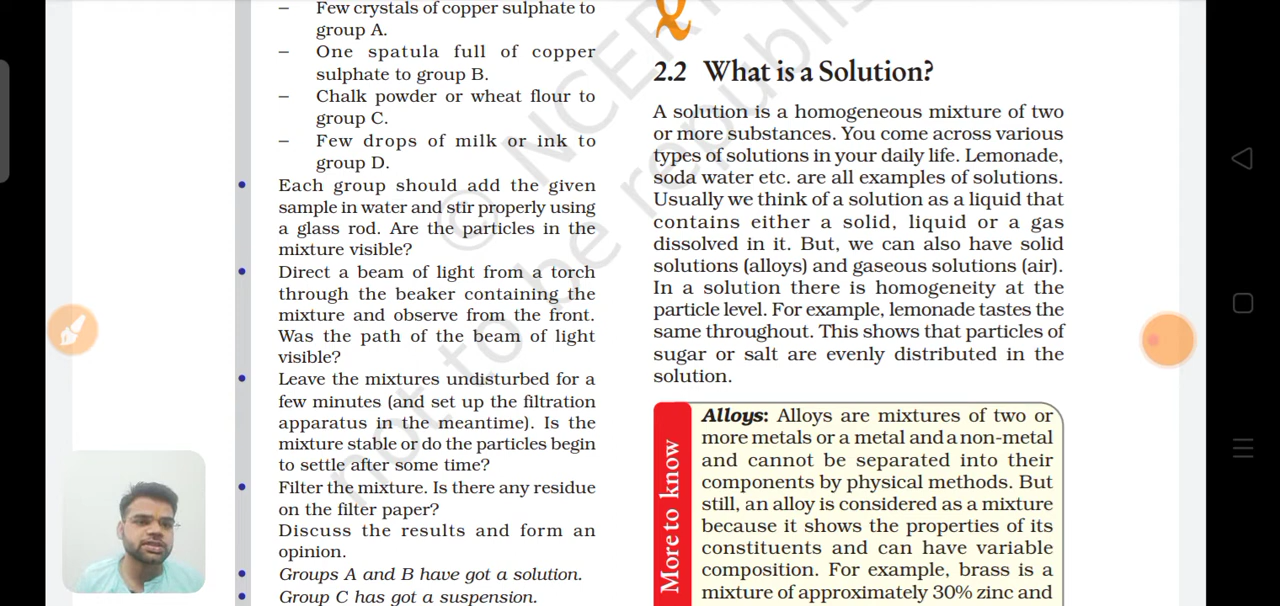 – Few crystals of copper sulphate to
group A.
– One spatula full of copper
sulphate to group B.
– Chalk powder or wheat flour to
group C.
– Few drops of milk or ink to
group D.
• Each group should add the given
sample in water and stir properly using
a glass rod. Are the particles in the
mixture visible?
• Direct a beam of light from a torch
through the beaker containing the
mixture and observe from the front.
Was the path of the beam of light
visible?
• Leave the mixtures undisturbed for a
few minutes (and set up the filtration
apparatus in the meantime). Is the
mixture stable or do the particles begin
to settle after some time?
• Filter the mixture. Is there any residue
on the filter paper?
Discuss the results and form an
opinion.
• Groups A and B have got a solution.
• Group C has got a suspension.
2.2 What is a Solution?
A solution is a homogeneous mixture of two
or more substances. You come across various
types of solutions in your daily life. Lemonade,
soda water etc. are all examples of solutions.
Usually we think of a solution as a liquid that
contains either a solid, liquid or a gas
dissolved in it. But, we can also have solid
solutions (alloys) and gaseous solutions (air).
In a solution there is homogeneity at the
particle level. For example, lemonade tastes the
same throughout. This shows that particles of
sugar or salt are evenly distributed in the
solution.
More to know
Alloys: Alloys are mixtures of two or
more metals or a metal and a non-metal
and cannot be separated into their
components by physical methods. But
still, an alloy is considered as a mixture
because it shows the properties of its
constituents and can have variable
composition. For example, brass is a
mixture of approximately 30% zinc and
© NCERT
not to be republis